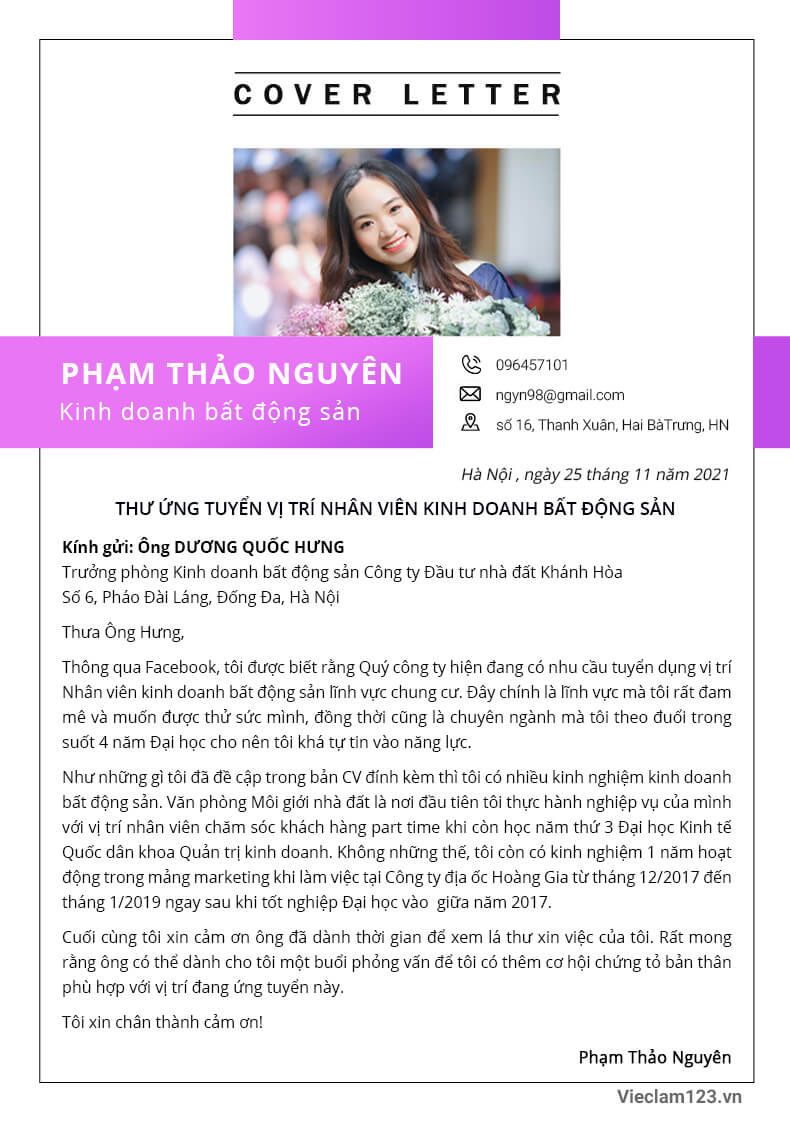 COVER LETTER
PHẠM THẢO NGUYÊN
Kinh doanh bất động sản
096457101
ngyn98@gmail.com
số 16, Thanh Xuân, Hai BàTrưng, HN
Hà Nội , ngày 25 tháng 11 năm 2021
THƯ ỨNG TUYỂN VỊ TRÍ NHÂN VIÊN KINH DOANH BẤT ĐỘNG SẢN
Kính gửi: Ông DƯƠNG QUỐC HƯNG
Trưởng phòng Kinh doanh bất động sản Công ty Đầu tư nhà đất Khánh Hòa
Số 6, Pháo Đài Láng, Đống Đa, Hà Nội
Thưa Ông Hưng,
Thông qua Facebook, tôi được biết rằng Quý công ty hiện đang có nhu cầu tuyển dụng vị trí
Nhân viên kinh doanh bất động sản lĩnh vực chung cư. Đây chính là lĩnh vực mà tôi rất đam
mê và muốn được thử sức mình, đồng thời cũng là chuyên ngành mà tôi theo đuổi trong
suốt 4 năm Đại học cho nên tôi khá tự tin vào năng lực.
Như những gì tôi đã đề cập trong bản CV đính kèm thì tôi có nhiều kinh nghiệm kinh doanh
bất động sản. Văn phòng Môi giới nhà đất là nơi đầu tiên tôi thực hành nghiệp vụ của mình
với vị trí nhân viên chăm sóc khách hàng part time khi còn học năm thứ 3 Đại học Kinh tế
Quốc dân khoa Quản trị kinh doanh. Không những thế, tôi còn có kinh nghiệm 1 năm hoạt
động trong mảng marketing khi làm việc tại Công ty địa ốc Hoàng Gia từ tháng 12/2017 đến
tháng 1/2019 ngay sau khi tốt nghiệp Đại học vào giữa năm 2017.
Cuối cùng tôi xin cảm ơn ông đã dành thời gian để xem lá thư xin việc của tôi. Rất mong
rằng ông có thể dành cho tôi một buổi phỏng vấn để tôi có thêm cơ hội chứng tỏ bản thân
phù hợp với vị trí đang ứng tuyển này.
Tôi xin chân thành cảm ơn!
Phạm Thảo Nguyên
Vieclam123.vn